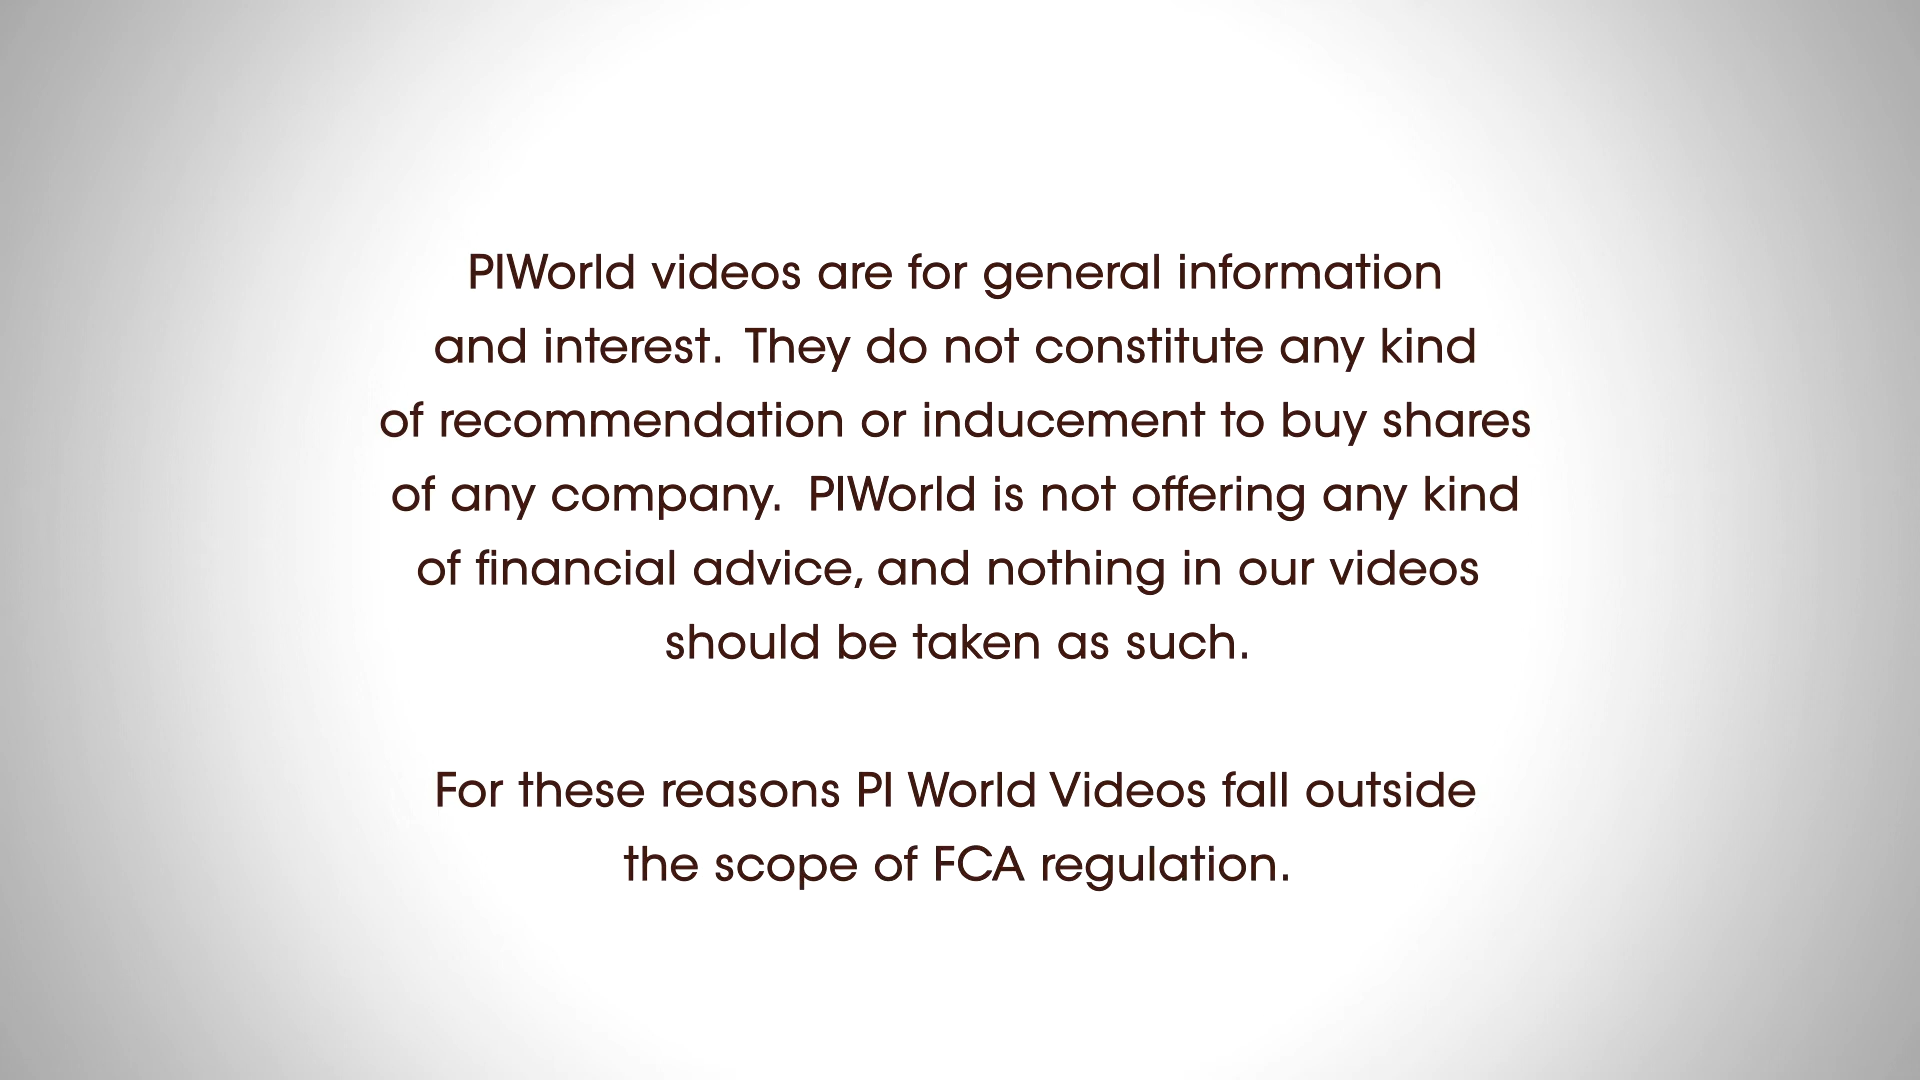 PIWorld videos are for general information
and interest. They do not constitute any kind
of recommendation or inducement to buy shares
of any company. PIWorld is not offering any kind
of financial advice, and nothing in our videos
should be taken as such.
For these reasons PI World Videos fall outside
the scope of FCA regulation.